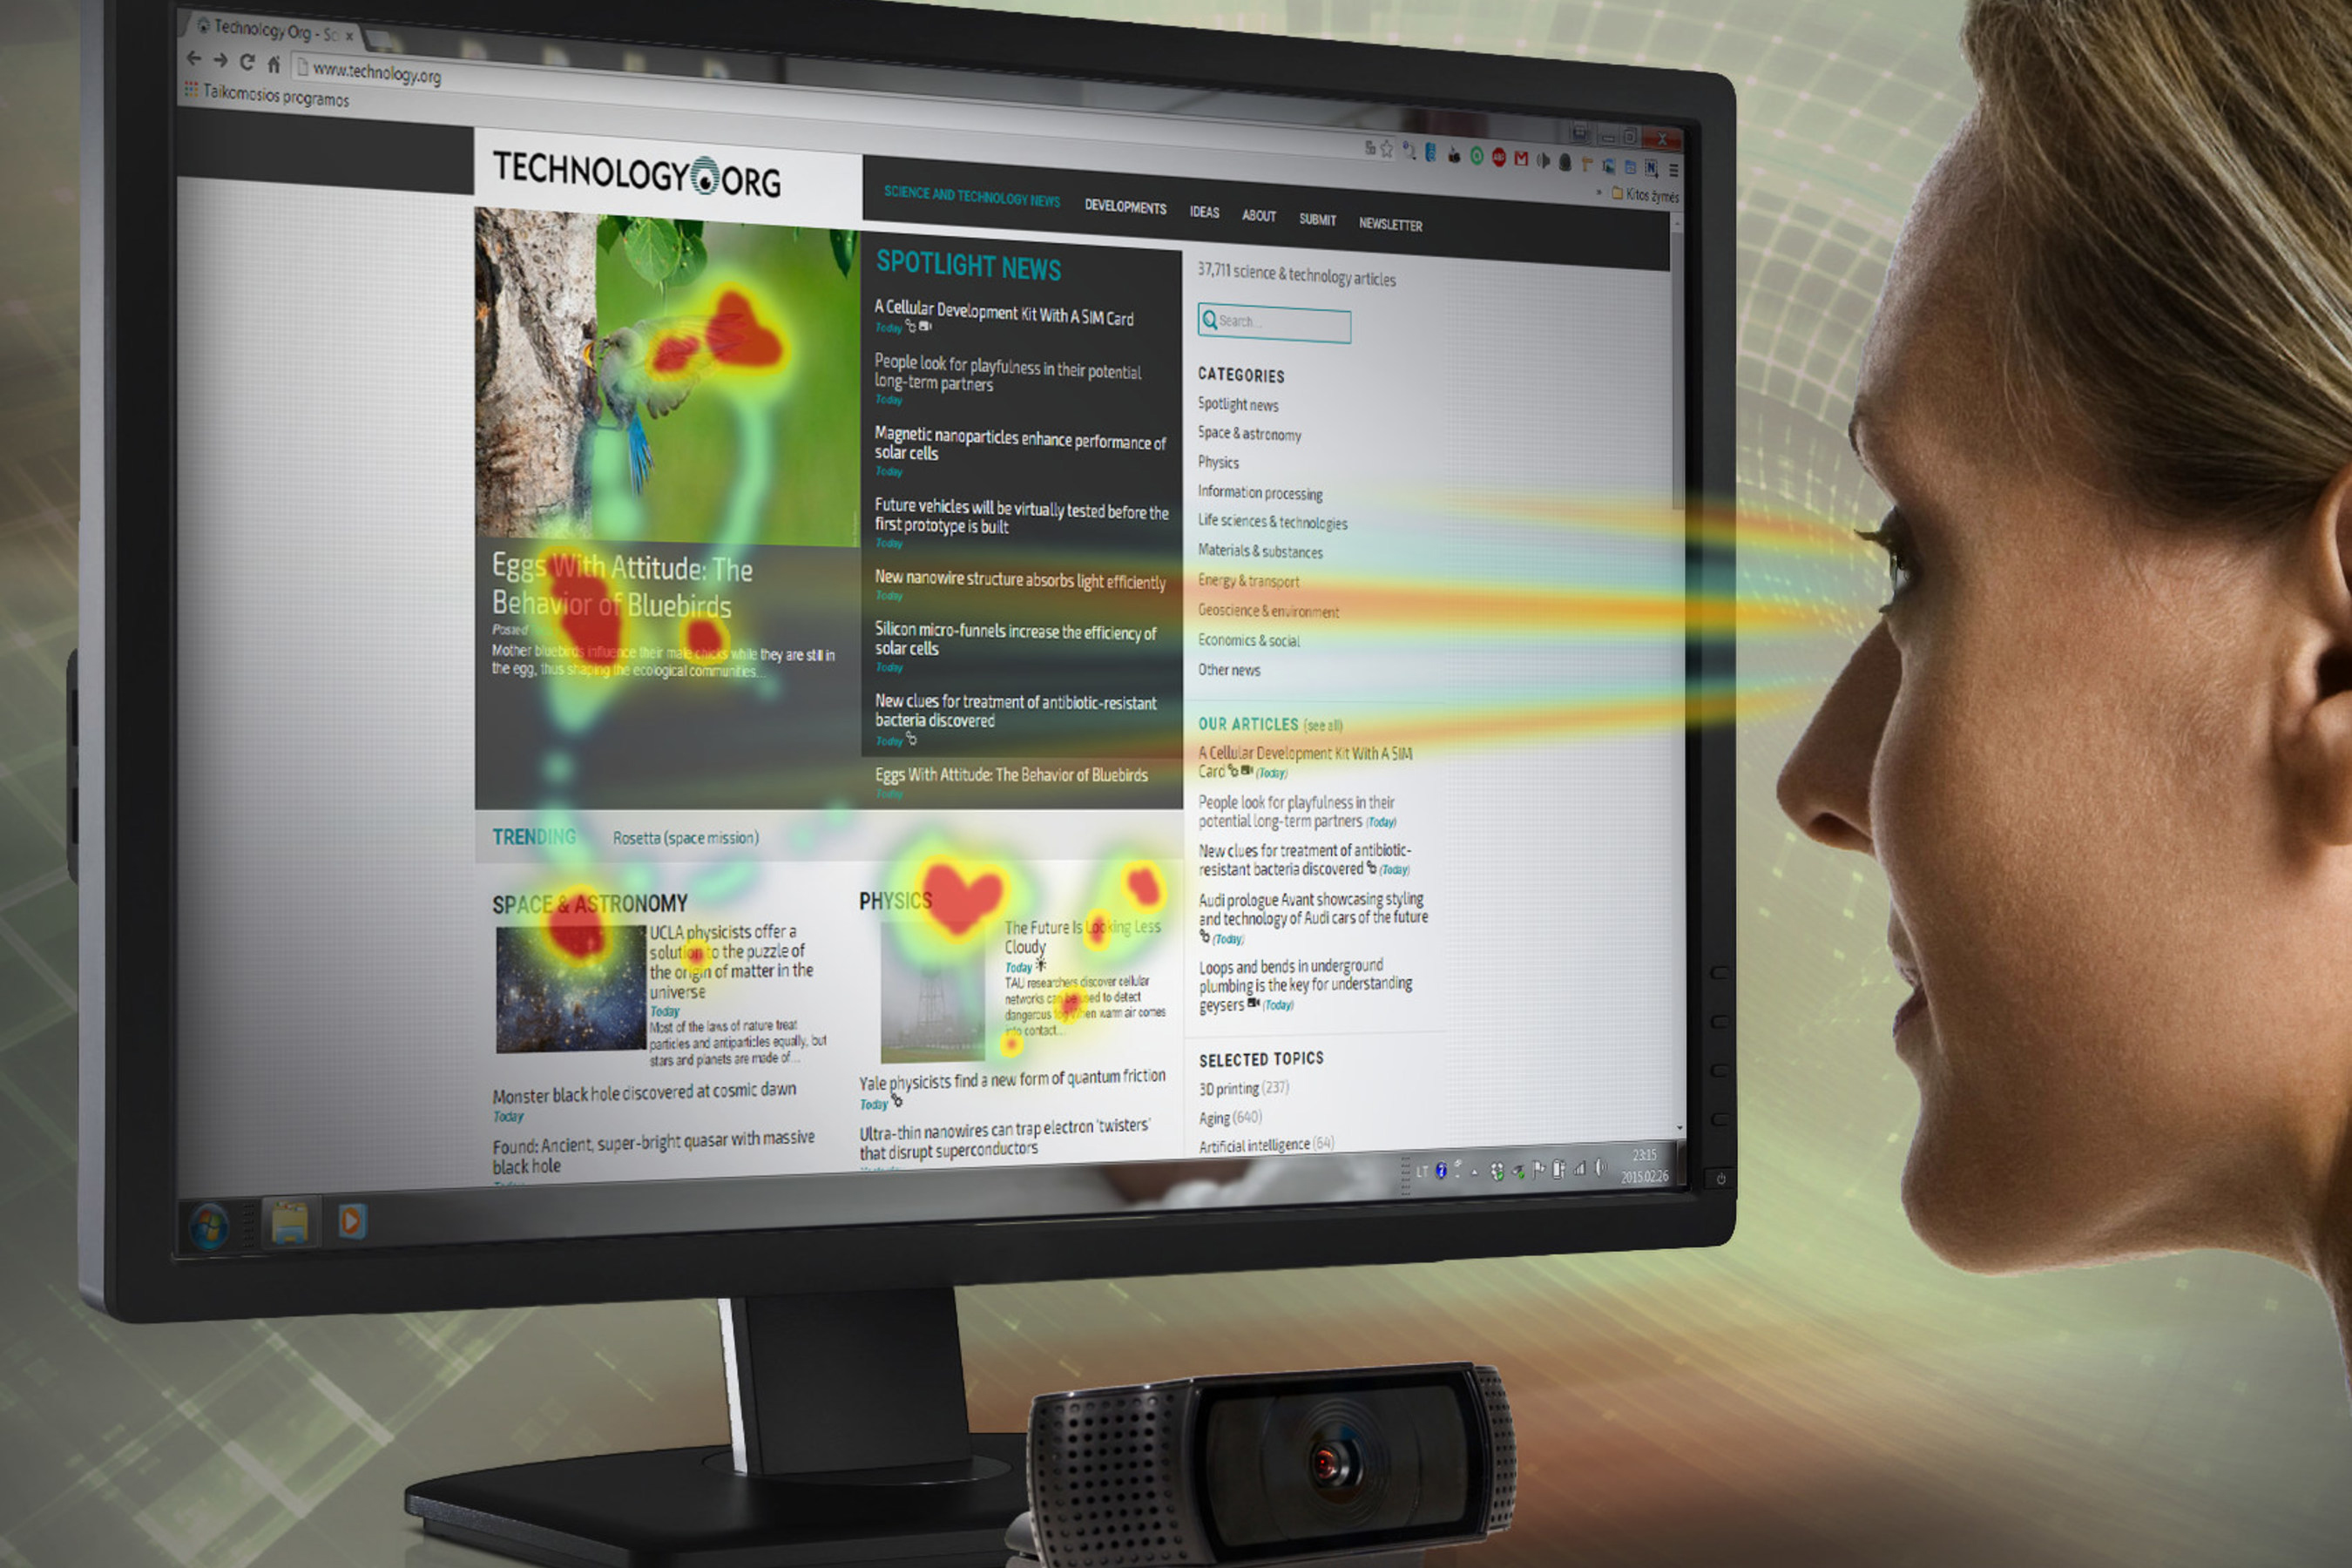 Technology Org - Sci
www.technology.org
Taikomosios programos
Kitos žymės
TECHNOLOGY ORG
SCIENCE AND TECHNOLOGY NEWS
DEVELOPMENTS
IDEAS
ABOUT
SUBMIT
NEWSLETTER
Eggs With Attitude: The
Behavior of Bluebirds
Posted
Mother bluebirds influence their male chicks while they are still in
the egg, thus shaping the ecological communities...
SPOTLIGHT NEWS
A Cellular Development Kit With A SIM Card
Today
People look for playfulness in their potential
long-term partners
Today
Magnetic nanoparticles enhance performance of
solar cells
Today
Future vehicles will be virtually tested before the
first prototype is built
Today
New nanowire structure absorbs light efficiently
Today
Silicon micro-funnels increase the efficiency of
solar cells
Today
New clues for treatment of antibiotic-resistant
bacteria discovered
Today
Eggs With Attitude: The Behavior of Bluebirds
Today
TRENDING
Rosetta (space mission)
SPACE & ASTRONOMY
UCLA physicists offer a
solution to the puzzle of
the origin of matter in the
universe
Today
Most of the laws of nature treat
particles and antiparticles equally, but
stars and planets are made of...
Monster black hole discovered at cosmic dawn
Today
Found: Ancient, super-bright quasar with massive
black hole
PHYSICS
The Future Is Looking Less
Cloudy
Today
TAU researchers discover cellular
networks can be used to detect
dangerous fog When warm air comes
into contact...
Yale physicists find a new form of quantum friction
Today
Ultra-thin nanowires can trap electron 'twisters'
that disrupt superconductors
37,711 science & technology articles
Search...
CATEGORIES
Spotlight news
Space & astronomy
Physics
Information processing
Life sciences & technologies
Materials & substances
Energy & transport
Geoscience & environment
Economics & social
Other news
OUR ARTICLES (see all)
A Cellular Development Kit With A SIM
Card (Today)
People look for playfulness in their
potential long-term partners (Today)
New clues for treatment of antibiotic-
resistant bacteria discovered (Today)
Audi prologue Avant showcasing styling
and technology of Audi cars of the future
(Today)
Loops and bends in underground
plumbing is the key for understanding
geysers (Today)
SELECTED TOPICS
3D printing (237)
Aging (640)
Artificial intelligence (64)
LT
23:15
2015.02.26